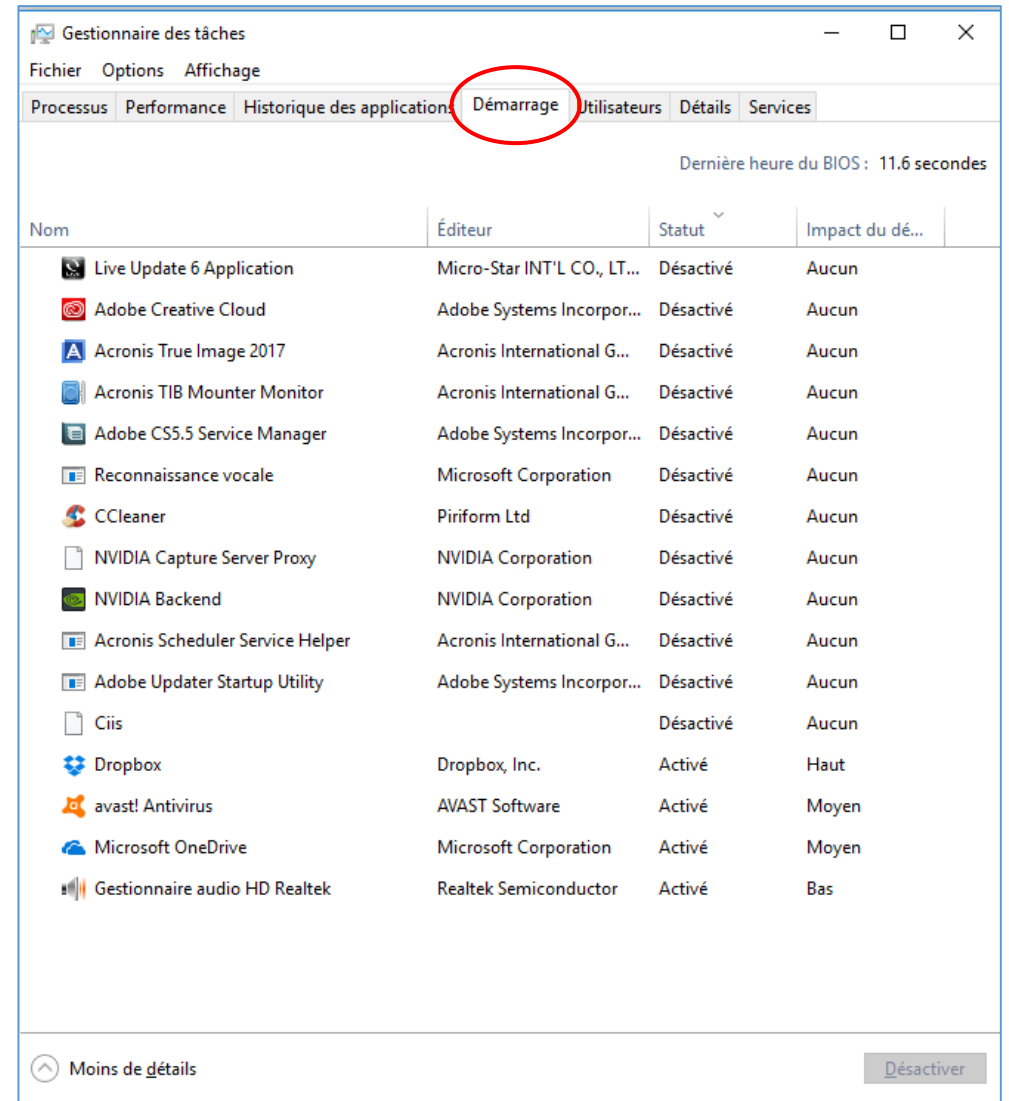 Gestionnaire des tâches
Fichier Options Affichage
Processus Performance Historique des applications Démarrage Utilisateurs Détails Services
Dernière heure du BIOS : 11.6 secondes
Nom Éditeur Statut Impact du dé...
Live Update 6 Application Micro-Star INT'L CO., LT... Désactivé Aucun
Adobe Creative Cloud Adobe Systems Incorpor... Désactivé Aucun
Acronis True Image 2017 Acronis International G... Désactivé Aucun
Acronis TIB Mounter Monitor Acronis International G... Désactivé Aucun
Adobe CS5.5 Service Manager Adobe Systems Incorpor... Désactivé Aucun
Reconnaissance vocale Microsoft Corporation Désactivé Aucun
CCleaner Piriform Ltd Désactivé Aucun
NVIDIA Capture Server Proxy NVIDIA Corporation Désactivé Aucun
NVIDIA Backend NVIDIA Corporation Désactivé Aucun
Acronis Scheduler Service Helper Acronis International G... Désactivé Aucun
Adobe Updater Startup Utility Adobe Systems Incorpor... Désactivé Aucun
Ciis Désactivé Aucun
Dropbox Dropbox, Inc. Activé Haut
avast! Antivirus AVAST Software Activé Moyen
Microsoft OneDrive Microsoft Corporation Activé Moyen
Gestionnaire audio HD Realtek Realtek Semiconductor Activé Bas
Moins de détails Désactiver